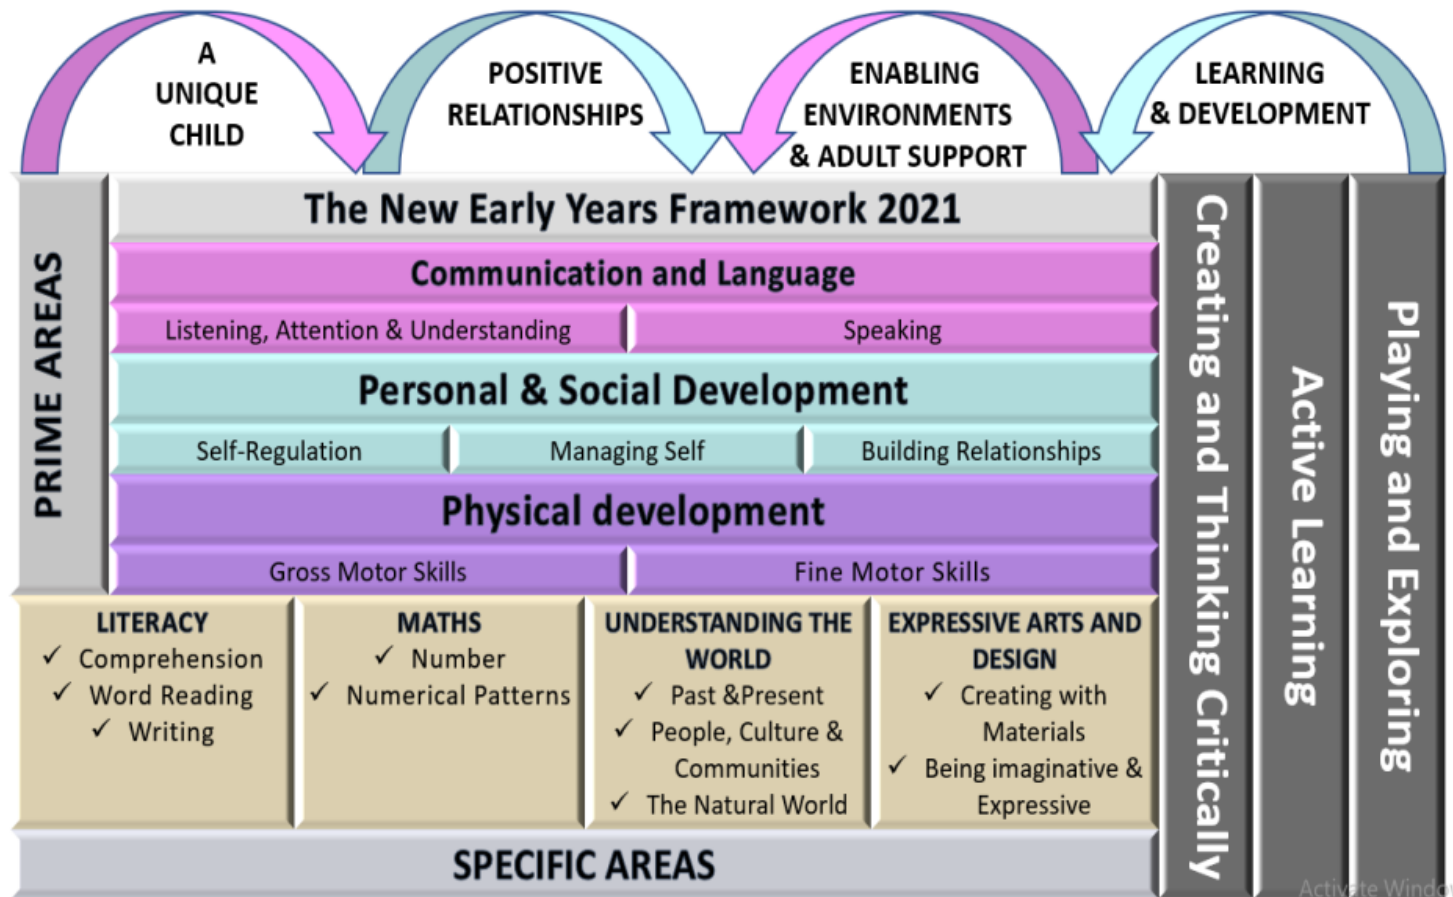 A
UNIQUE
CHILD
POSITIVE
RELATIONSHIPS
ENABLING
ENVIRONMENTS
& ADULT SUPPORT
LEARNING
& DEVELOPMENT
PRIME AREAS
The New Early Years Framework 2021
Communication and Language
Listening, Attention & Understanding
Speaking
Personal & Social Development
Self-Regulation
Managing Self
Building Relationships
Physical development
Gross Motor Skills
Fine Motor Skills
LITERACY
✓ Comprehension
✓ Word Reading
✓ Writing
MATHS
✓ Number
✓ Numerical Patterns
UNDERSTANDING THE
WORLD
✓ Past &Present
✓ People, Culture &
Communities
✓ The Natural World
EXPRESSIVE ARTS AND
DESIGN
✓ Creating with
Materials
✓ Being imaginative &
Expressive
SPECIFIC AREAS
Creating and Thinking Critically
Active Learning
Playing and Exploring
Activate Windo